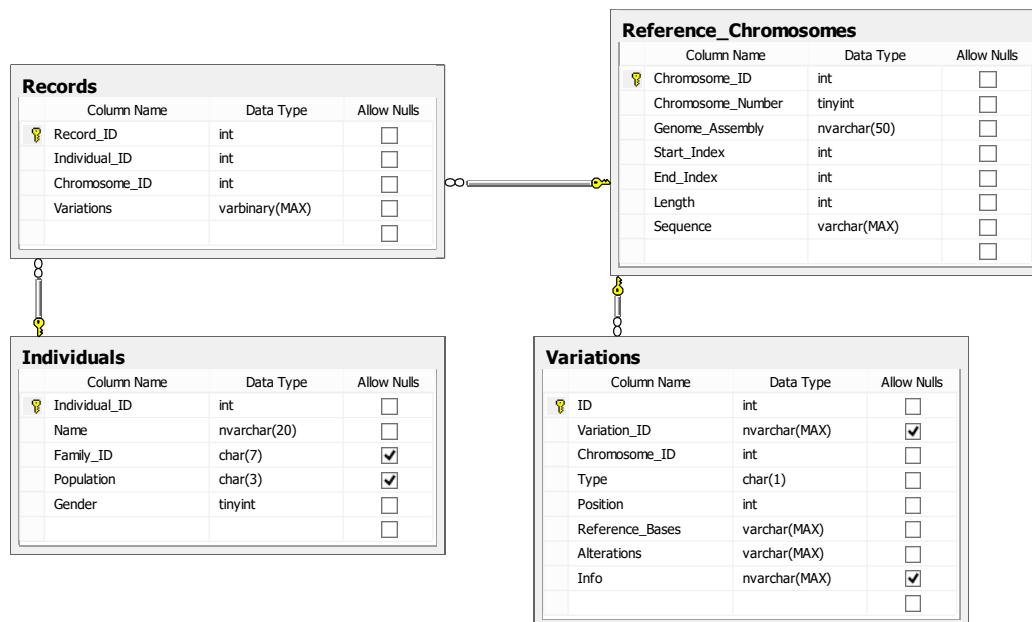 Records
Column Name Data Type Allow Nulls
Record_ID int
Individual_ID int
Chromosome_ID int
Variations varbinary(MAX)
Reference_Chromosomes
Column Name Data Type Allow Nulls
Chromosome_ID int
Chromosome_Number tinyint
Genome_Assembly nvarchar(50)
Start_Index int
End_Index int
Length int
Sequence varchar(MAX)
Individuals
Column Name Data Type Allow Nulls
Individual_ID int
Name nvarchar(20)
Family_ID char(7)
Population char(3)
Gender tinyint
Variations
Column Name Data Type Allow Nulls
ID int
Variation_ID nvarchar(MAX)
Chromosome_ID int
Type char(1)
Position int
Reference_Bases varchar(MAX)
Alterations varchar(MAX)
Info nvarchar(MAX)